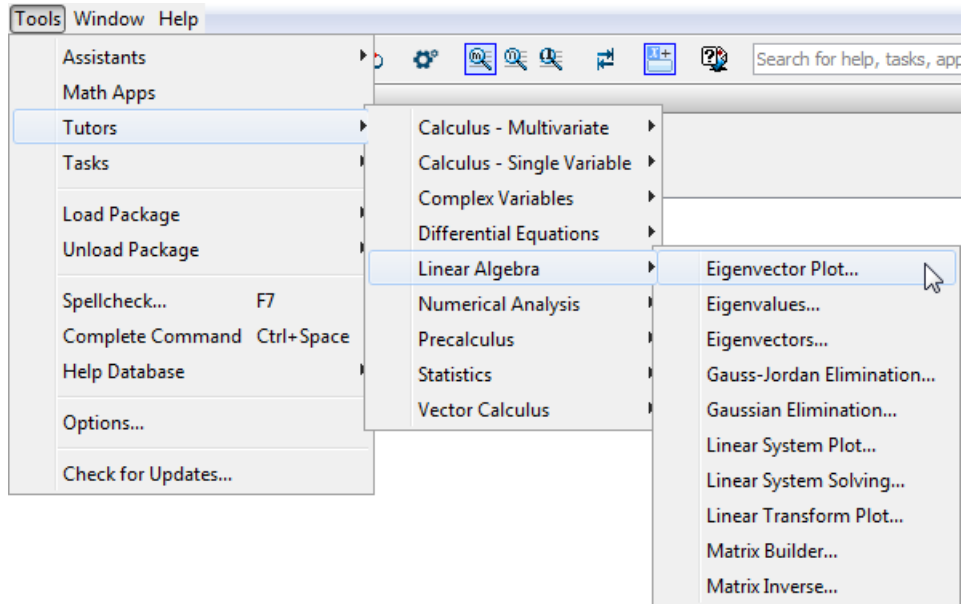 Tools Window Help
Search for help, tasks, app
Assistants
Math Apps
Tutors
Tasks
Load Package
Unload Package
Spellcheck... F7
Complete Command Ctrl+Space
Help Database
Options...
Check for Updates...
Calculus - Multivariate
Calculus - Single Variable
Complex Variables
Differential Equations
Linear Algebra
Numerical Analysis
Precalculus
Statistics
Vector Calculus
Eigenvector Plot...
Eigenvalues...
Eigenvectors...
Gauss-Jordan Elimination...
Gaussian Elimination...
Linear System Plot...
Linear System Solving...
Linear Transform Plot...
Matrix Builder...
Matrix Inverse...